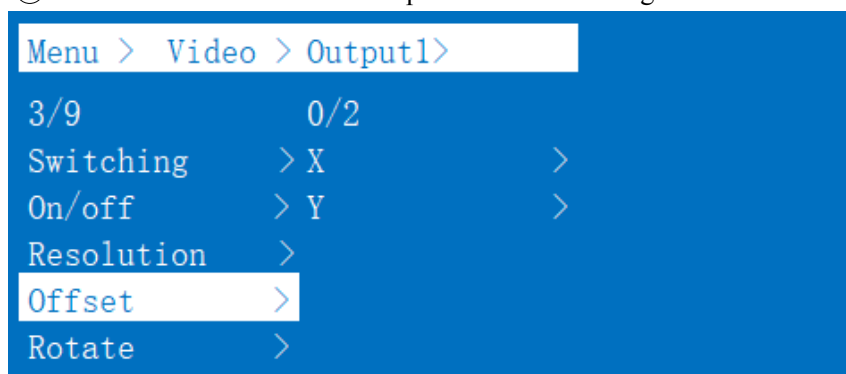 Menu > Video > Output1>
3/9 0/2
Switching > X >
On/off > Y >
Resolution >
Offset >
Rotate >